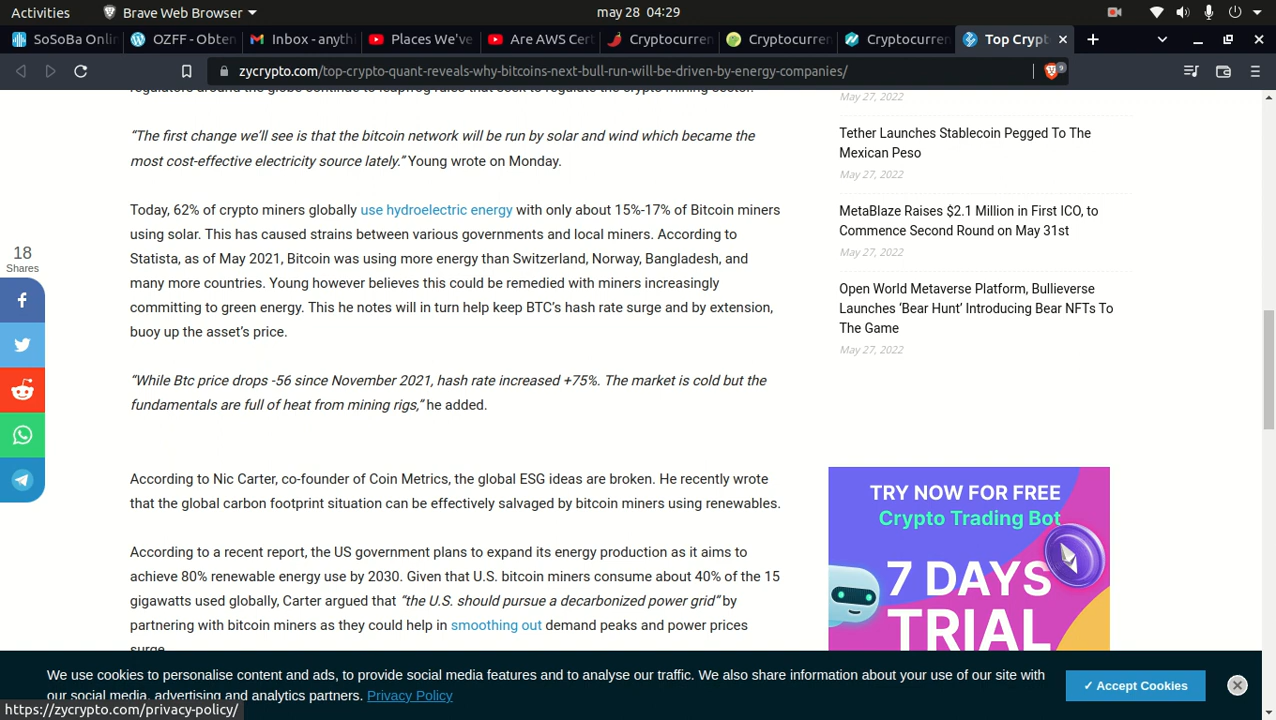 Activities
Brave Web Browser
may 28 04:29
SoSoBa Onli
OZFF - Obten
Inbox - anyth
Places We've
Are AWS Cert
Cryptocurren
Cryptocurren
Cryptocurren
Top Crypt
zycrypto.com/top-crypto-quant-reveals-why-bitcoins-next-bull-run-will-be-driven-by-energy-companies/
9
regulators around the globe continue to leapfrog rules that seek to regulate the crypto mining sector.
“The first change we’ll see is that the bitcoin network will be run by solar and wind which became the
most cost-effective electricity source lately.” Young wrote on Monday.
Today, 62% of crypto miners globally use hydroelectric energy with only about 15%-17% of Bitcoin miners
using solar. This has caused strains between various governments and local miners. According to
Statista, as of May 2021, Bitcoin was using more energy than Switzerland, Norway, Bangladesh, and
many more countries. Young however believes this could be remedied with miners increasingly
committing to green energy. This he notes will in turn help keep BTC’s hash rate surge and by extension,
buoy up the asset’s price.
“While Btc price drops -56 since November 2021, hash rate increased +75%. The market is cold but the
fundamentals are full of heat from mining rigs,” he added.
According to Nic Carter, co-founder of Coin Metrics, the global ESG ideas are broken. He recently wrote
that the global carbon footprint situation can be effectively salvaged by bitcoin miners using renewables.
According to a recent report, the US government plans to expand its energy production as it aims to
achieve 80% renewable energy use by 2030. Given that U.S. bitcoin miners consume about 40% of the 15
gigawatts used globally, Carter argued that “the U.S. should pursue a decarbonized power grid” by
partnering with bitcoin miners as they could help in smoothing out demand peaks and power prices
surge.
18
Shares
May 27, 2022
Tether Launches Stablecoin Pegged To The
Mexican Peso
May 27, 2022
MetaBlaze Raises $2.1 Million in First ICO, to
Commence Second Round on May 31st
May 27, 2022
Open World Metaverse Platform, Bullieverse
Launches ‘Bear Hunt’ Introducing Bear NFTs To
The Game
May 27, 2022
TRY NOW FOR FREE
Crypto Trading Bot
7 DAYS
TRIAL
We use cookies to personalise content and ads, to provide social media features and to analyse our traffic. We also share information about your use of our site with
our social media, advertising and analytics partners. Privacy Policy
✓ Accept Cookies
https://zycrypto.com/privacy-policy/